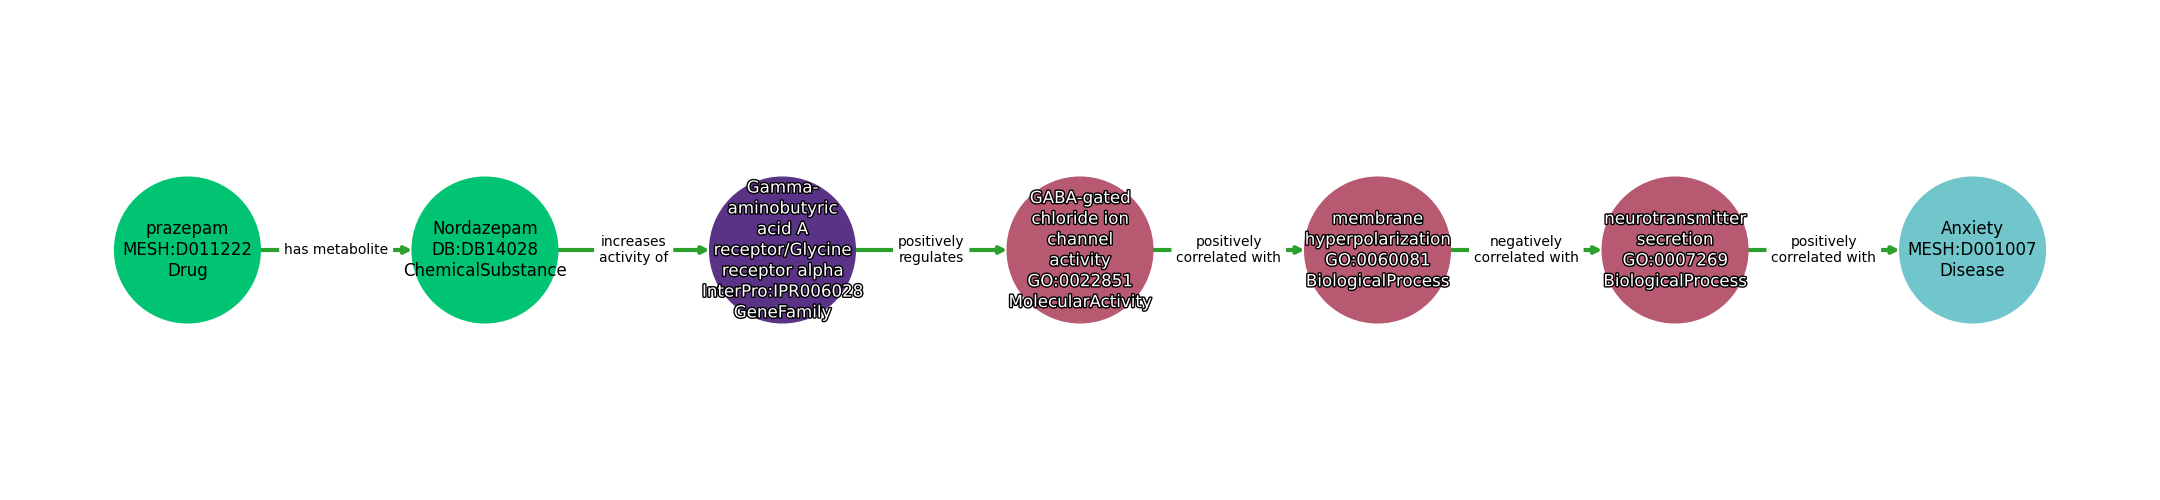 prazepam
MESH:D011222
Drug
has metabolite
Nordazepam
DB:DB14028
ChemicalSubstance
increases
activity of
Gamma-
aminobutyric
acid A
receptor/Glycine
receptor alpha
InterPro:IPR006028
GeneFamily
positively
regulates
GABA-gated
chloride ion
channel
activity
GO:0022851
MolecularActivity
positively
correlated with
membrane
hyperpolarization
GO:0060081
BiologicalProcess
negatively
correlated with
neurotransmitter
secretion
GO:0007269
BiologicalProcess
positively
correlated with
Anxiety
MESH:D001007
Disease